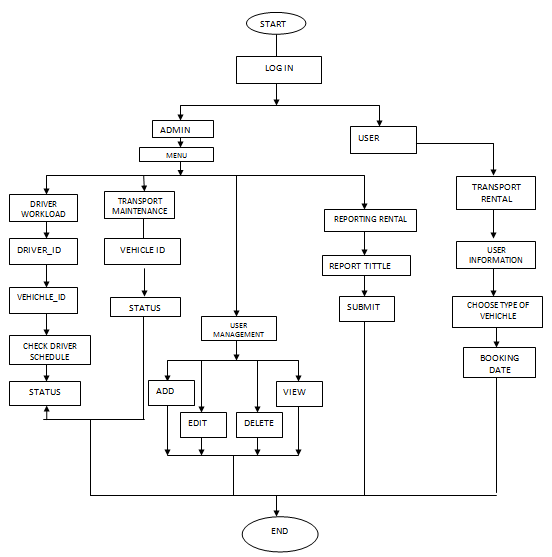 START
LOG IN
ADMIN
USER
MENU
DRIVER
WORKLOAD
TRANSPORT
MAINTENANCE
REPORTING RENTAL
TRANSPORT
RENTAL
DRIVER_ID
VEHICLE ID
REPORT TITTLE
USER
INFORMATION
VEHICHLE_ID
STATUS
SUBMIT
CHOOSE TYPE OF
VEHICHLE
USER
MANAGEMENT
CHECK DRIVER
SCHEDULE
BOOKING
DATE
STATUS
ADD
VIEW
EDIT
DELETE
END